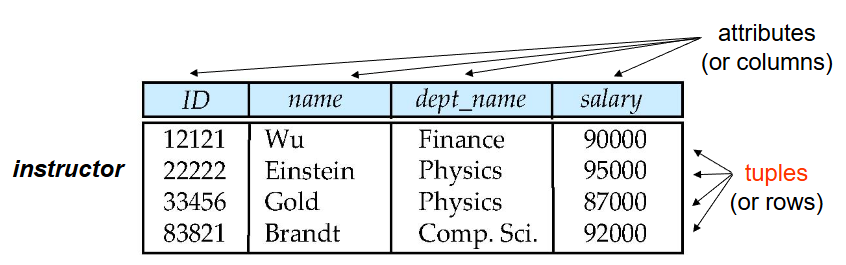 attributes
(or columns)
ID name dept_name salary
12121 Wu Finance 90000
22222 Einstein Physics 95000
33456 Gold Physics 87000
83821 Brandt Comp. Sci. 92000
instructor
tuples
(or rows)